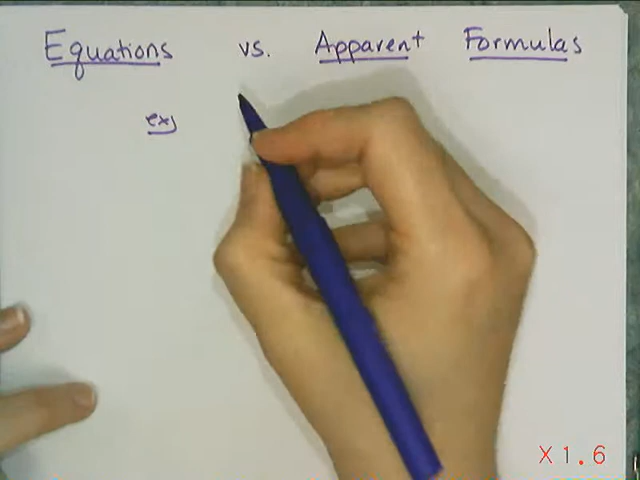 Equations vs. Apparent Formulas
ex)
X1.6